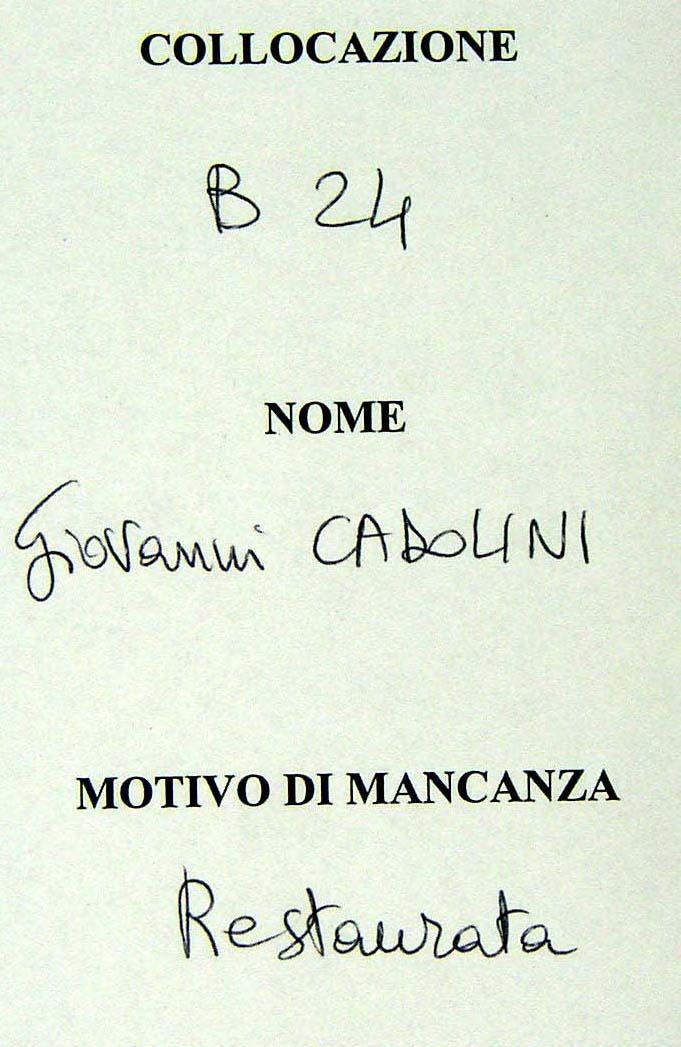 COLLOCAZIONE
B 24
NOME
Giovanni CADOLINI
MOTIVO DI MANCANZA
Restaurata